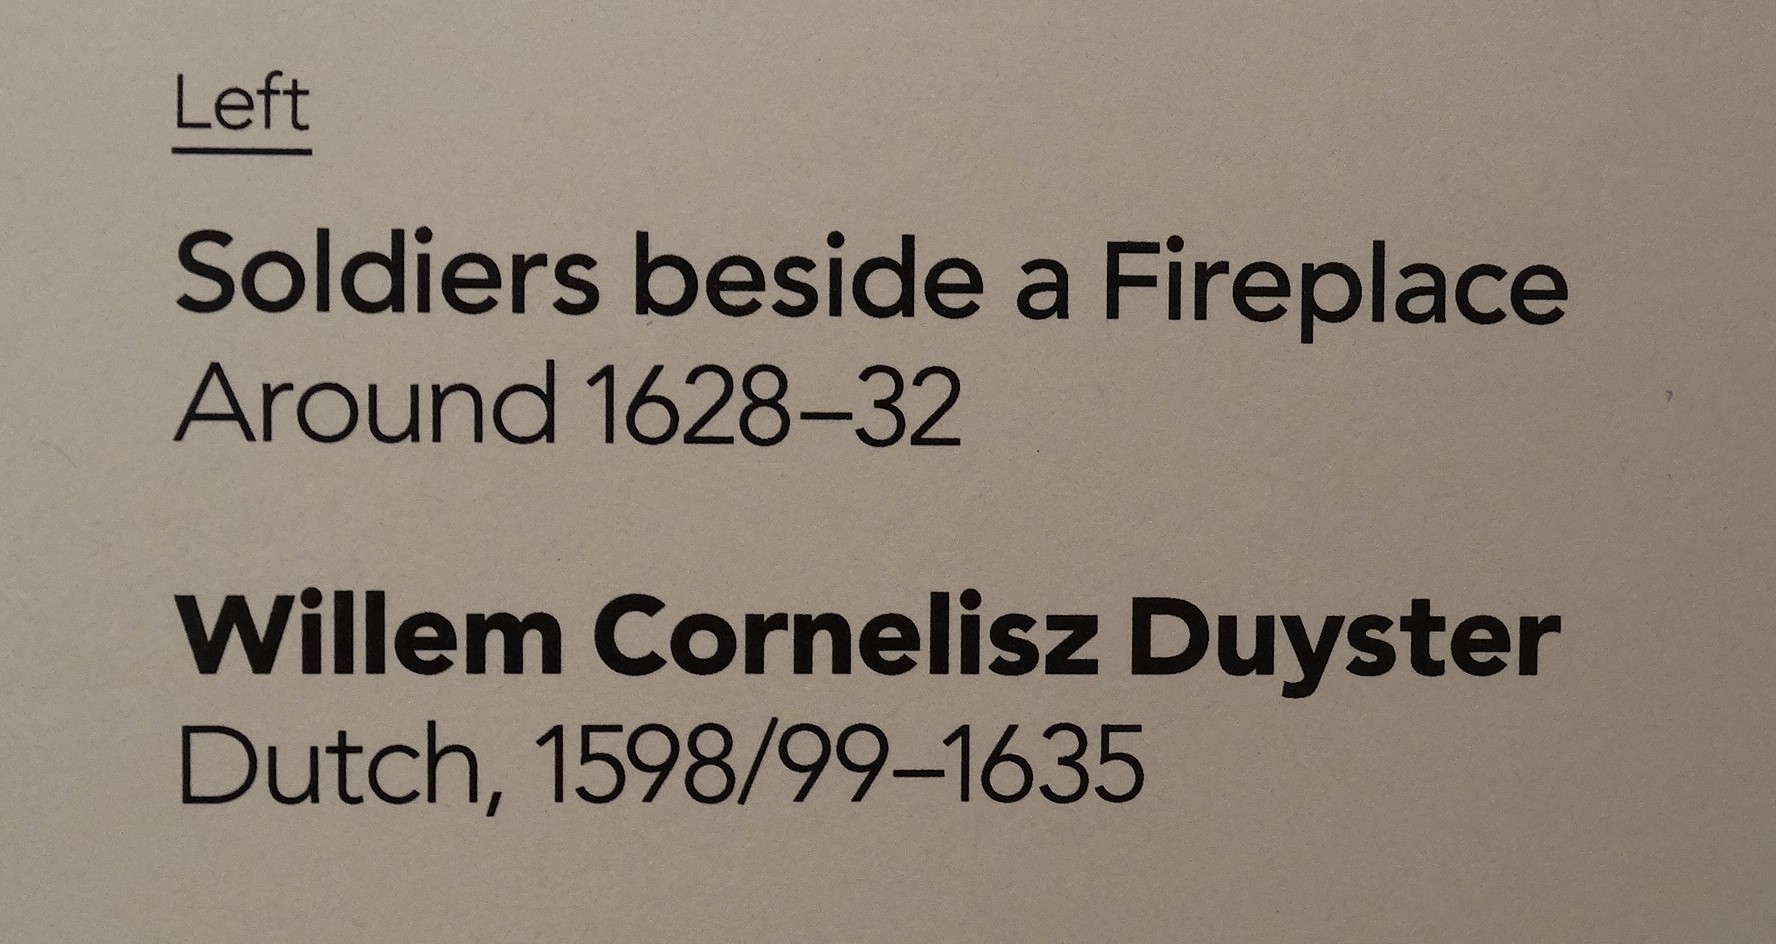 Left
Soldiers beside a Fireplace
Around 1628–32
Willem Cornelisz Duyster
Dutch, 1598/99–1635